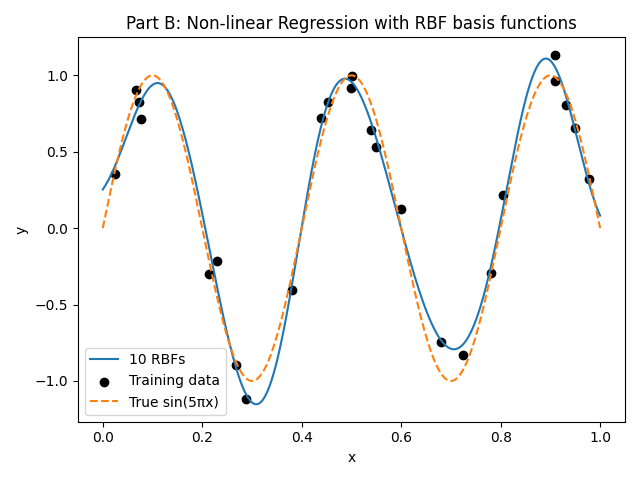 Part B: Non-linear Regression with RBF basis functions
1.0
0.5
0.0
−0.5
−1.0
y
10 RBFs
Training data
True sin(5πx)
0.0 0.2 0.4 0.6 0.8 1.0
x